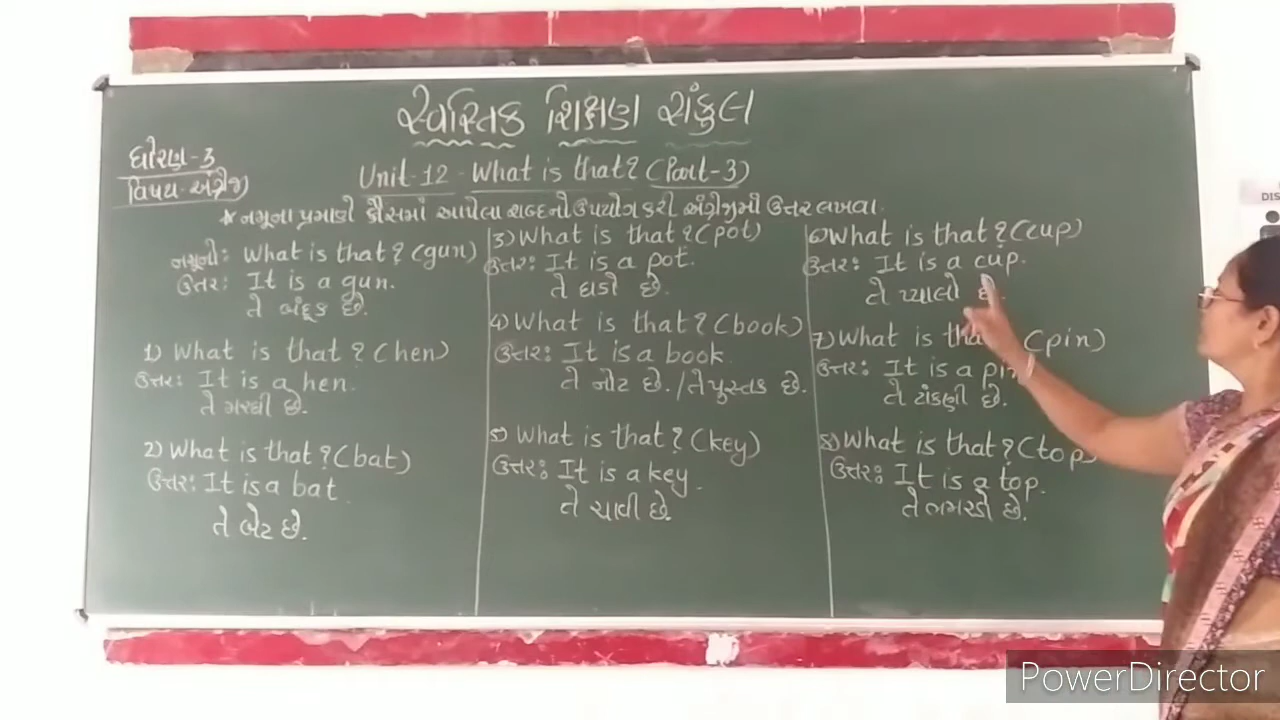 સ્વસ્તિક શિક્ષણ સંકુલ
ધોરણ-3
વિષય-અંગ્રેજી
Unit-12 - What is that? (Part-3)
* નમૂના પ્રમાણે કૌંસમાં આપેલા શબ્દનો ઉપયોગ કરી અંગ્રેજીમાં ઉત્તર લખવા.
નમૂનો: What is that? (gun)
ઉત્તર: It is a gun.
તે બંદૂક છે.
1) What is that? (hen)
ઉત્તર: It is a hen.
તે મરઘી છે.
2) What is that? (bat)
ઉત્તર: It is a bat.
તે બેટ છે.
3) What is that? (pot)
ઉત્તર: It is a pot.
તે ઘડો છે.
૪) What is that? (book)
ઉત્તર: It is a book.
તે નોટ છે. / તે પુસ્તક છે.
૫) What is that? (key)
ઉત્તર: It is a key.
તે ચાવી છે.
૬) What is that? (cup)
ઉત્તર: It is a cup.
તે પ્યાલો છે.
7) What is that (pin)
ઉત્તર: It is a pin
તે ટાંકણી છે.
8) What is that? (top)
ઉત્તર: It is a top.
તે ભમરડો છે.
DIS
PowerDirector